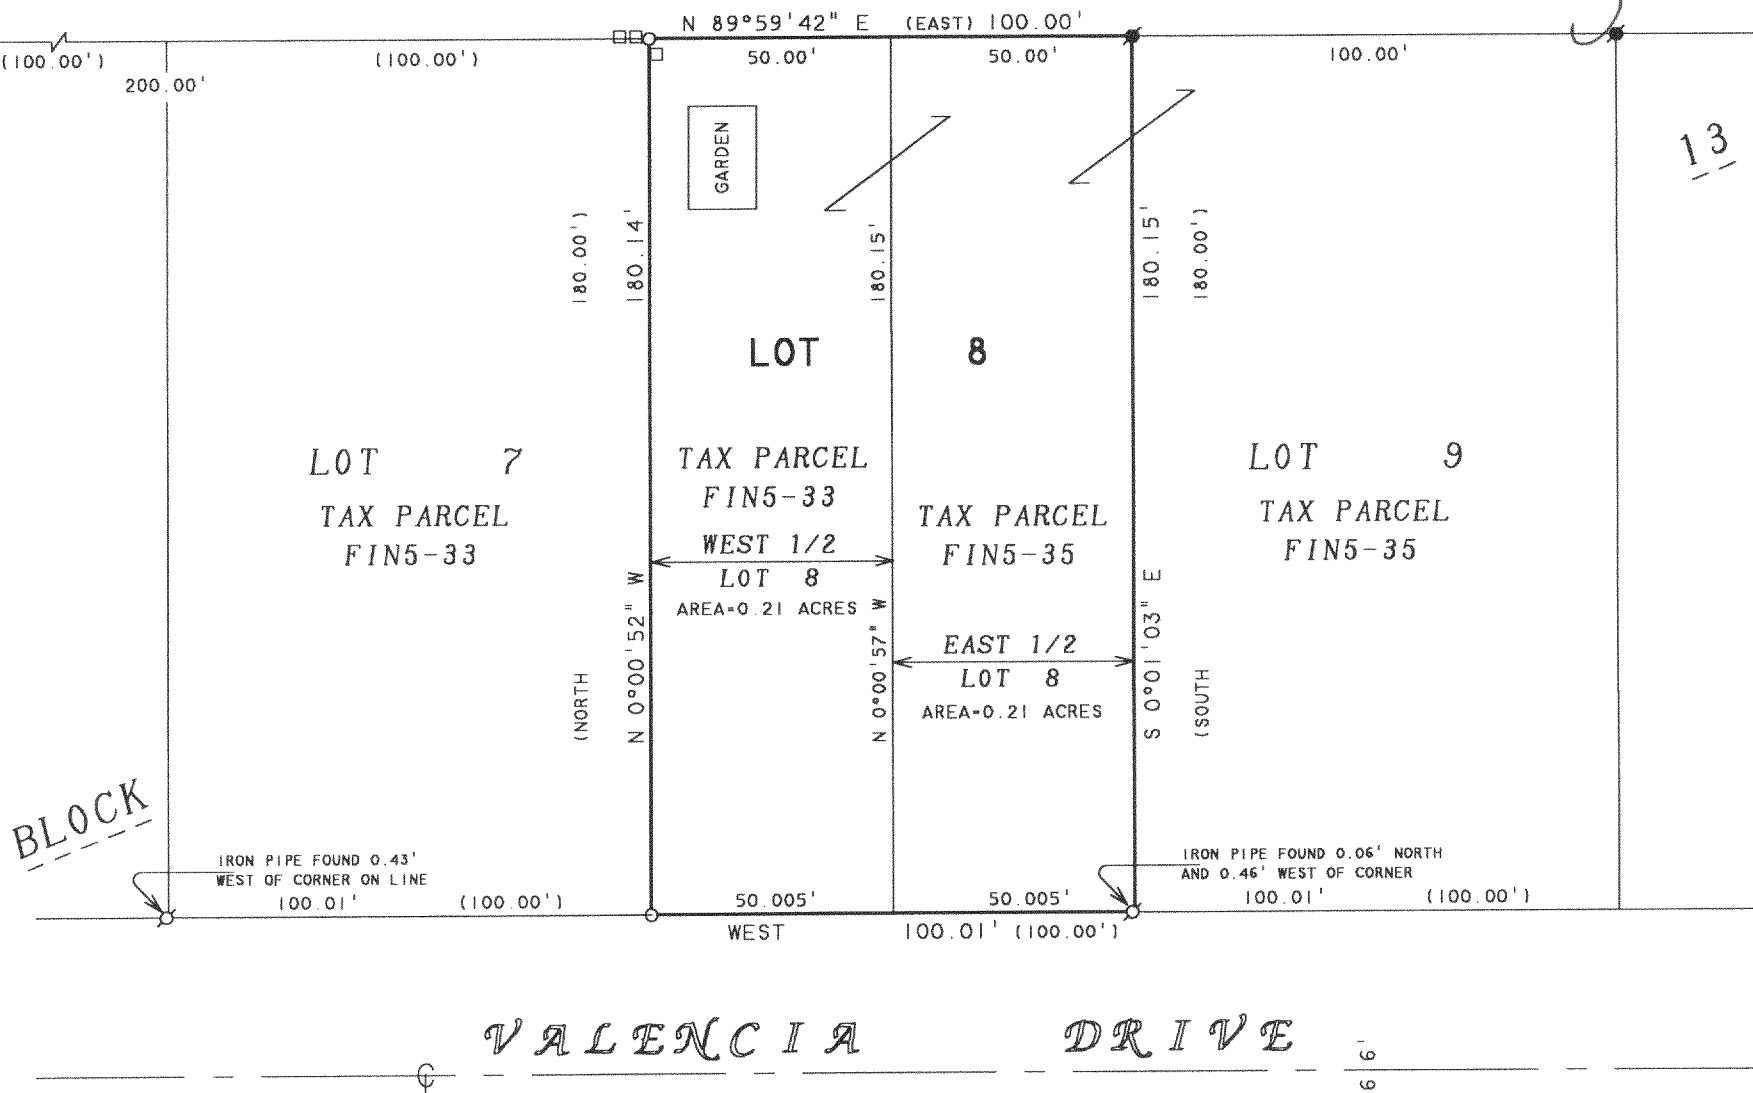 N 89°59'42" E (EAST) 100.00'
(100.00')
200.00'
(100.00')
50.00'
50.00'
100.00'
GARDEN
13
(180.00')
180.14'
180.15'
180.15'
(180.00')
LOT 8
LOT 7
TAX PARCEL
FIN5-33
TAX PARCEL
FIN5-33
WEST 1/2
LOT 8
AREA=0.21 ACRES
TAX PARCEL
FIN5-35
EAST 1/2
LOT 8
AREA=0.21 ACRES
LOT 9
TAX PARCEL
FIN5-35
(NORTH
N 0°00'52" W
N 0°00'57" W
S 0°01'03" E
(SOUTH
BLOCK
IRON PIPE FOUND 0.43'
WEST OF CORNER ON LINE
100.01' (100.00')
50.005'
50.005'
IRON PIPE FOUND 0.06' NORTH
AND 0.46' WEST OF CORNER
100.01' (100.00')
WEST 100.01' (100.00')
VALENCIA DRIVE
66'